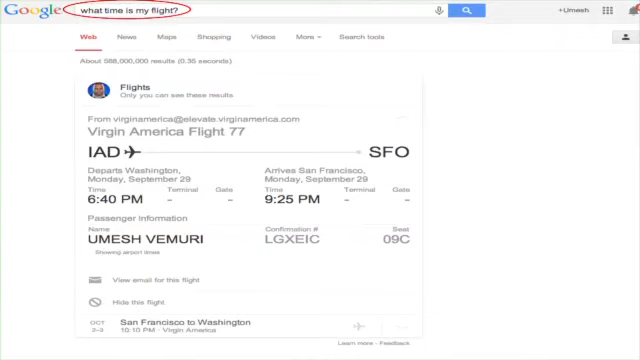 Google what time is my flight? +Umesh
Web News Maps Shopping Videos More Search tools
About 588,000,000 results (0.35 seconds)
Flights
Only you can see these results
From virginamerica@elevate.virginamerica.com
Virgin America Flight 77
IAD SFO
Departs Washington, Arrives San Francisco,
Monday, September 29 Monday, September 29
Time Terminal Gate Time Terminal Gate
6:40 PM - - 9:25 PM - -
Passenger information
Name Confirmation # Seat
UMESH VEMURI LGXEIC 09C
Showing airport times
View email for this flight
Hide this flight
OCT San Francisco to Washington
2–3 10:10 PM · Virgin America
Learn more - Feedback